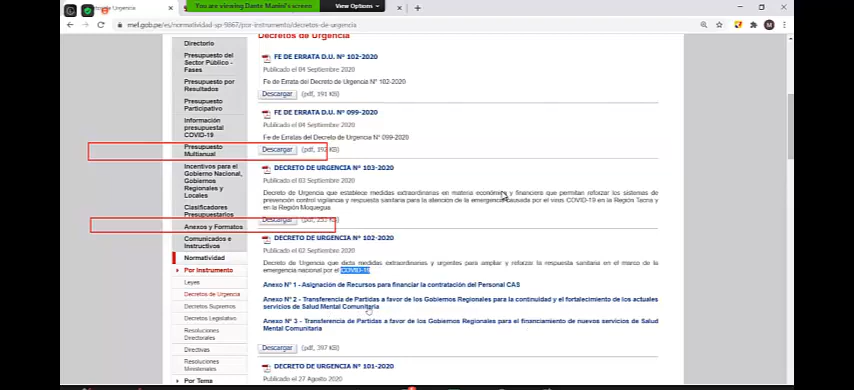 You are viewing Dante Mantol's screen
View Options
mef.gob.pe/es/normatividad-sp-9867/por-instrumento/decretos-de-urgencia
Decretos de Urgencia
Directorio
Presupuesto del
Sector Público -
Fases
Presupuesto por
Resultados
Presupuesto
Participativo
Información
presupuestal
COVID-19
Presupuesto
Multianual
Incentivos para el
Gobierno Nacional,
Gobiernos
Regionales y
Locales
Clasificadores
Presupuestarios
Anexos y Formatos
Comunicados e
Instructivos
Normatividad
Por Instrumento
Leyes
Decretos de Urgencia
Decretos Supremos
Decretos Legislativo
Resoluciones
Directorales
Directivas
Resoluciones
Ministeriales
Por Tema
FE DE ERRATA D.U. Nº 102-2020
Publicado el 04 Septiembre 2020
Fe de Errata del Decreto de Urgencia Nº 102-2020
Descargar (pdf, 191 KB)
FE DE ERRATA D.U. Nº 099-2020
Publicado el 04 Septiembre 2020
Fe de Erratas del Decreto de Urgencia Nº 099-2020
Descargar (pdf, 192 KB)
DECRETO DE URGENCIA Nº 103-2020
Publicado el 03 Septiembre 2020
Decreto de Urgencia que establece medidas extraordinarias en materia económica y financiera que permitan reforzar los sistemas de
prevención control vigilancia y respuesta sanitaria para la atención de la emergencia causada por el virus COVID-19 en la Región Tacna y
en la Región Moquegua
Descargar (pdf, KB)
DECRETO DE URGENCIA Nº 102-2020
Publicado el 02 Septiembre 2020
Decreto de Urgencia que dicta medidas extraordinarias y urgentes para ampliar y reforzar la respuesta sanitaria en el marco de la
emergencia nacional por el COVID-19
Anexo Nº 1 - Asignación de Recursos para financiar la contratación del Personal CAS
Anexo Nº 2 - Transferencia de Partidas a favor de los Gobiernos Regionales para la continuidad y el fortalecimiento de los actuales
servicios de Salud Mental Comunitaria
Anexo Nº 3 - Transferencia de Partidas a favor de los Gobiernos Regionales para el financiamiento de nuevos servicios de Salud
Mental Comunitaria
Descargar (pdf, 397 KB)
DECRETO DE URGENCIA Nº 101-2020
Publicado el 27 Agosto 2020